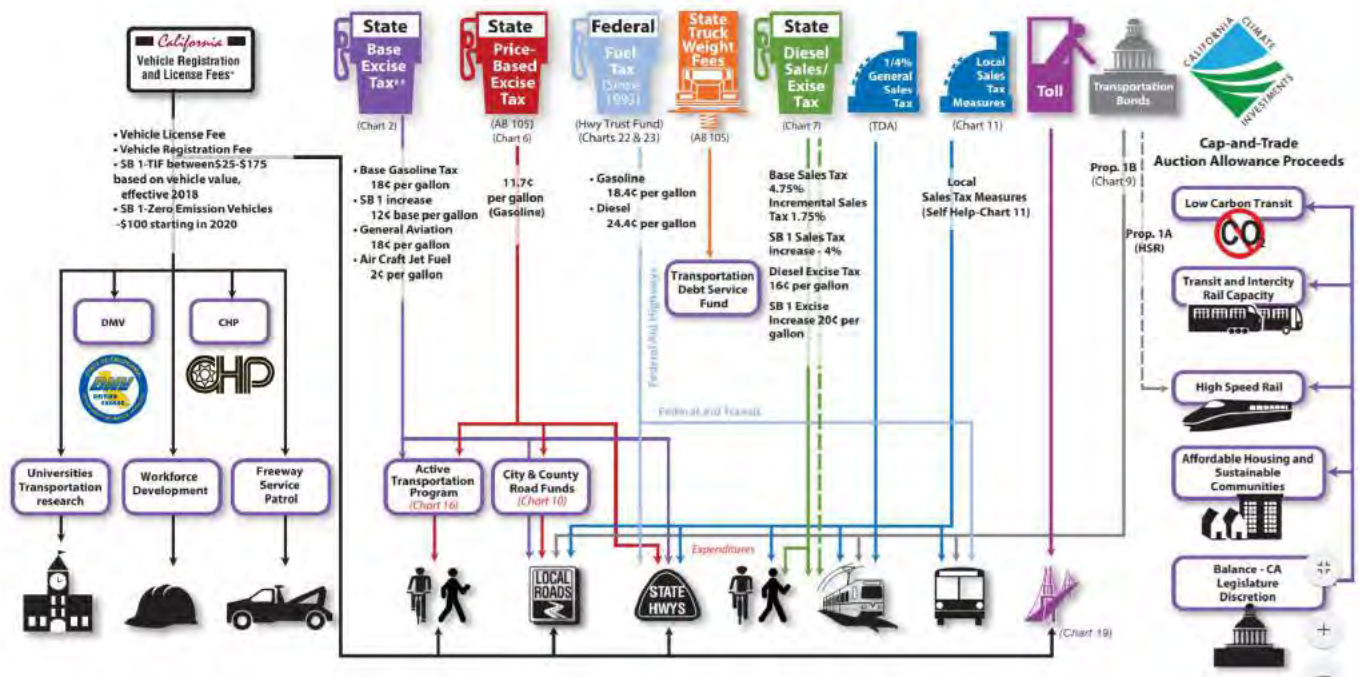 California
Vehicle Registration
and License Fees*
• Vehicle License Fee
• Vehicle Registration Fee
• SB 1-TIF between$25-$175
based on vehicle value,
effective 2018
• SB 1-Zero Emission Vehicles
-$100 starting in 2020
State
Base
Excise
Tax**
(Chart 2)
• Base Gasoline Tax
18¢ per gallon
• SB 1 increase
12¢ base per gallon
• General Aviation
18¢ per gallon
• Air Craft Jet Fuel
2¢ per gallon
State
Price-
Based
Excise
Tax
(AB 105)
(Chart 6)
11.7¢
per gallon
(Gasoline)
Federal
Fuel
Tax
(Since
1993)
(Hwy Trust Fund)
(Charts 22 & 23)
• Gasoline
18.4¢ per gallon
• Diesel
24.4¢ per gallon
State
Truck
Weight
Fees
(AB 105)
Transportation
Debt Service
Fund
State
Diesel
Sales/
Exise
Tax
(Chart 7)
Base Sales Tax
4.75%
Incremental Sales
Tax 1.75%
SB 1 Sales Tax
increase - 4%
Diesel Excise Tax
16¢ per gallon
SB 1 Excise
Increase 20¢ per
gallon
1/4%
General
Sales
Tax
(TDA)
Local
Sales
Tax
Measures
(Chart 11)
Local
Sales Tax Measures
(Self Help-Chart 11)
Toll
Transportation
Bonds
Prop. 1B
(Chart 9)
Prop. 1A
(HSR)
CALIFORNIA
CLIMATE
INVESTMENTS
Cap-and-Trade
Auction Allowance Proceeds
Low Carbon Transit
CO2
Transit and Intercity
Rail Capacity
High Speed Rail
Affordable Housing and
Sustainable
Communities
Balance - CA
Legislature
Discretion
DMV
CHP
DMV
CHP
Federal Aid Highways
Federal Aid Transit
Universities
Transportation
research
Workforce
Development
Freeway
Service
Patrol
Active
Transportation
Program
(Chart 16)
City & County
Road Funds
(Chart 10)
Expenditures
LOCAL
ROADS
STATE
HWYS
(Chart 19)